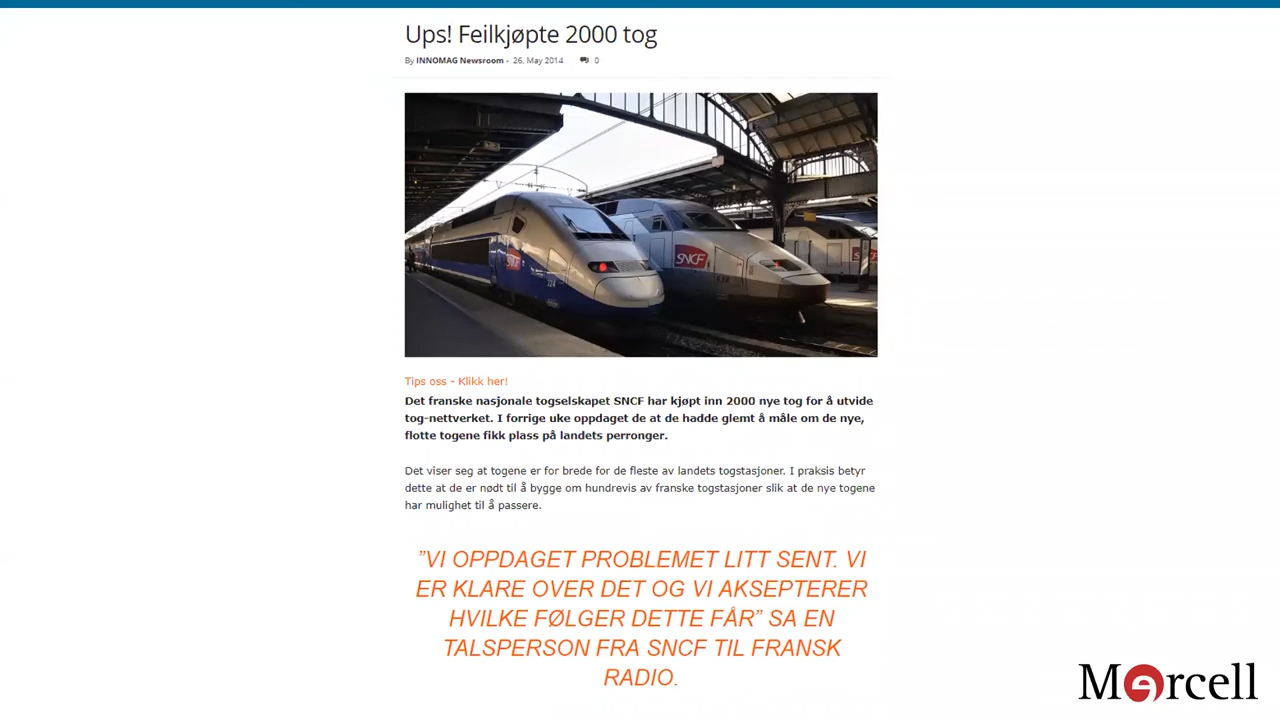 Ups! Feilkjøpte 2000 tog
By INNOMAG Newsroom - 26. May 2014 0
SNCF
SNCF
Tips oss - Klikk her!
Det franske nasjonale togselskapet SNCF har kjøpt inn 2000 nye tog for å utvide
tog-nettverket. I forrige uke oppdaget de at de hadde glemt å måle om de nye,
flotte togene fikk plass på landets perronger.
Det viser seg at togene er for brede for de fleste av landets togstasjoner. I praksis betyr
dette at de er nødt til å bygge om hundrevis av franske togstasjoner slik at de nye togene
har mulighet til å passere.
”VI OPPDAGET PROBLEMET LITT SENT. VI
ER KLARE OVER DET OG VI AKSEPTERER
HVILKE FØLGER DETTE FÅR” SA EN
TALSPERSON FRA SNCF TIL FRANSK
RADIO.
Mercell